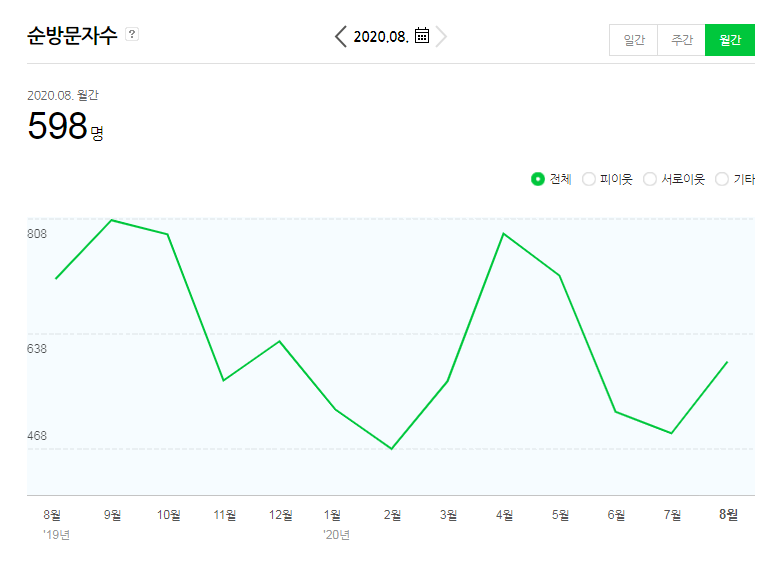 순방문자수 ?
2020.08.
일간 주간 월간
2020.08. 월간
598명
전체 피이웃 서로이웃 기타
808
638
468
8월 9월 10월 11월 12월 1월 2월 3월 4월 5월 6월 7월 8월
'19년 '20년